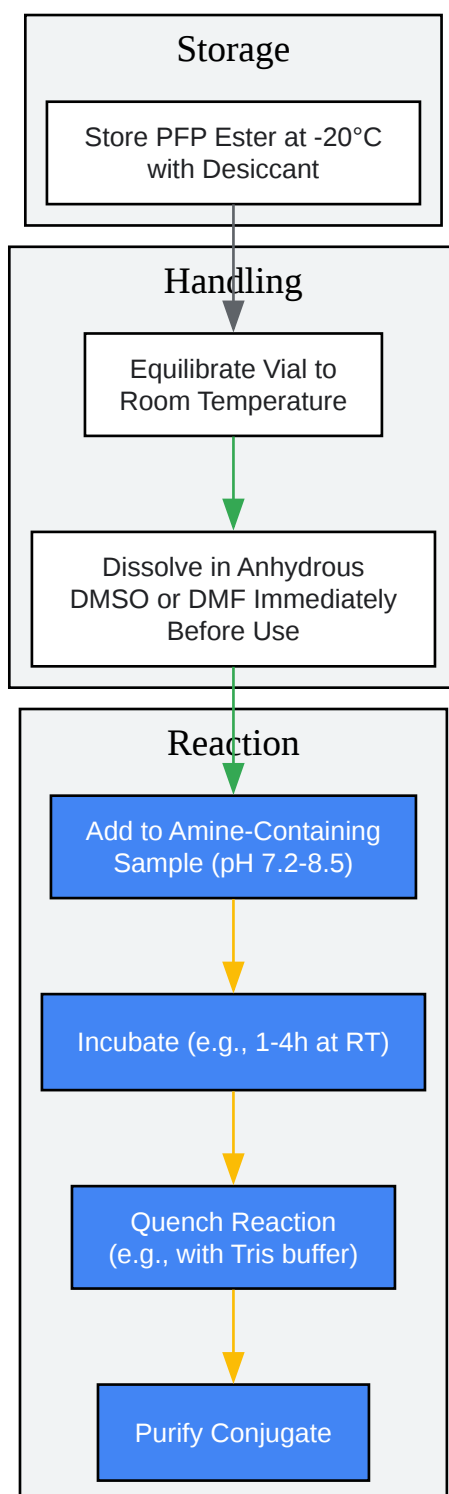 Storage
Store PFP Ester at -20°C
with Desiccant
Handling
Equilibrate Vial to
Room Temperature
Dissolve in Anhydrous
DMSO or DMF Immediately
Before Use
Reaction
Add to Amine-Containing
Sample (pH 7.2-8.5)
Incubate (e.g., 1-4h at RT)
Quench Reaction
(e.g., with Tris buffer)
Purify Conjugate